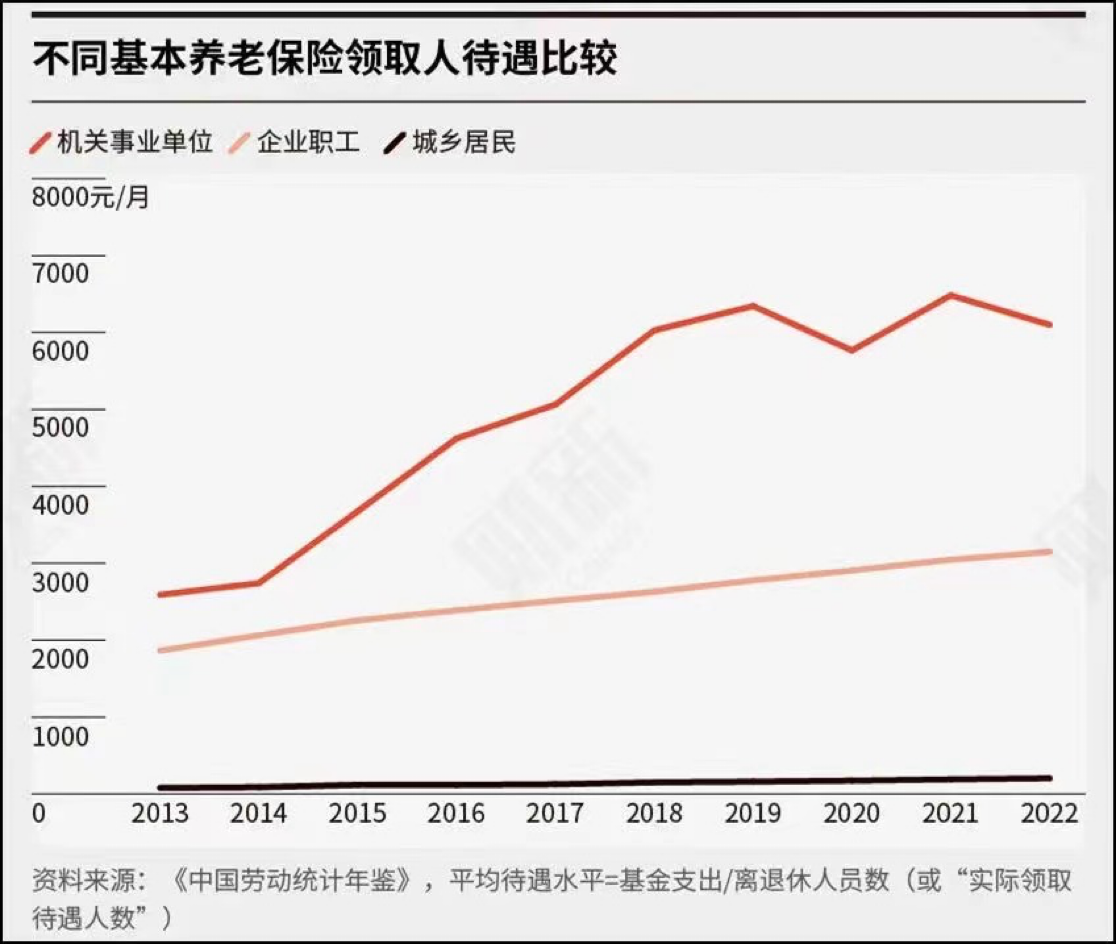 不同基本养老保险领取人待遇比较
机关事业单位 企业职工 城乡居民
8000元/月
7000
6000
5000
4000
3000
2000
1000
0 2013 2014 2015 2016 2017 2018 2019 2020 2021 2022
财新
资料来源：《中国劳动统计年鉴》，平均待遇水平=基金支出/离退休人员数（或“实际领取
待遇人数”）